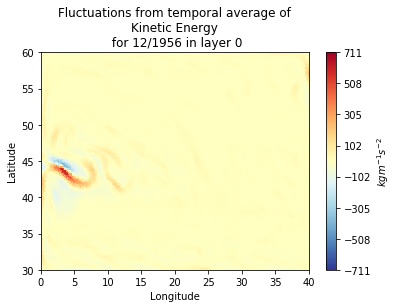 Fluctuations from temporal average of
Kinetic Energy
for 12/1956 in layer 0
60
55
50
45
40
35
30
Latitude
0 5 10 15 20 25 30 35 40
Longitude
711
508
305
102
−102
−305
−508
−711
kgm⁻¹s⁻²